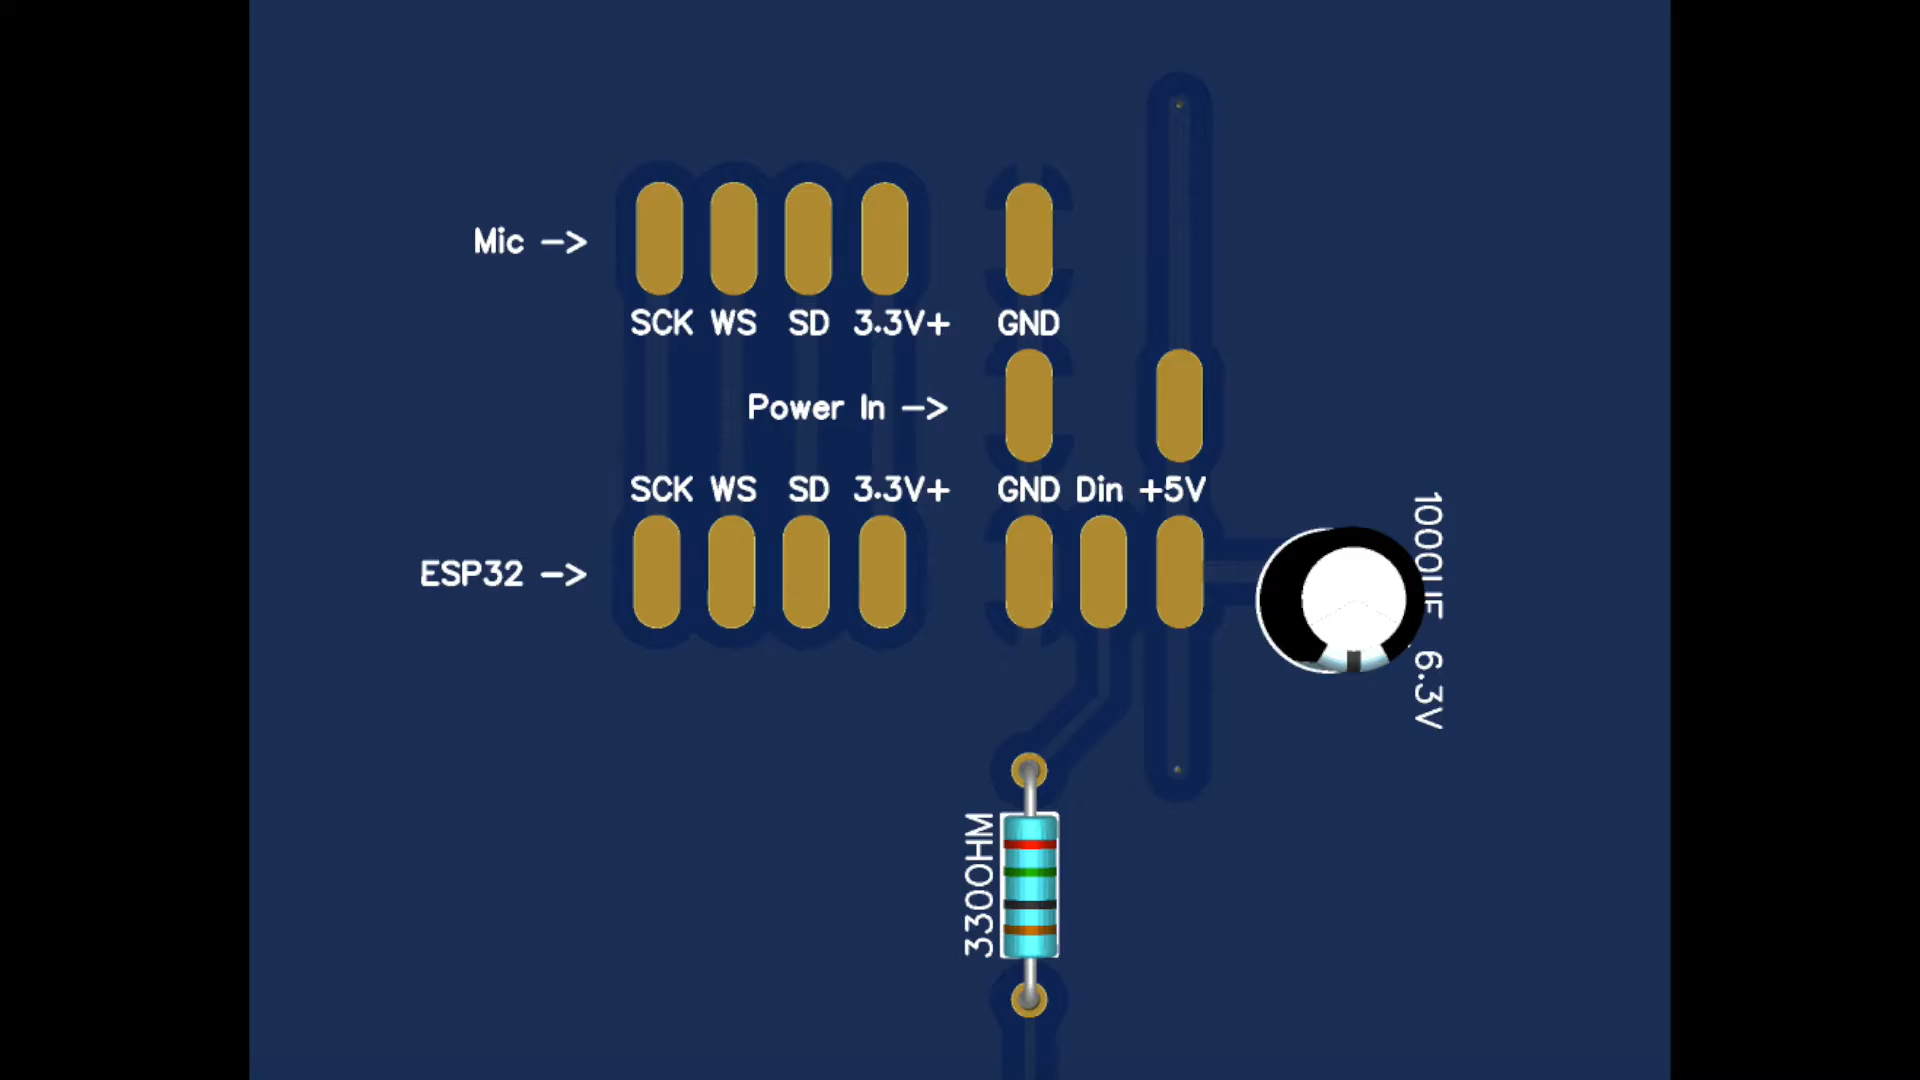 Mic ->
SCK WS SD 3.3V+ GND
Power In ->
SCK WS SD 3.3V+ GND Din +5V
ESP32 ->
1000UF 6.3V
330OHM